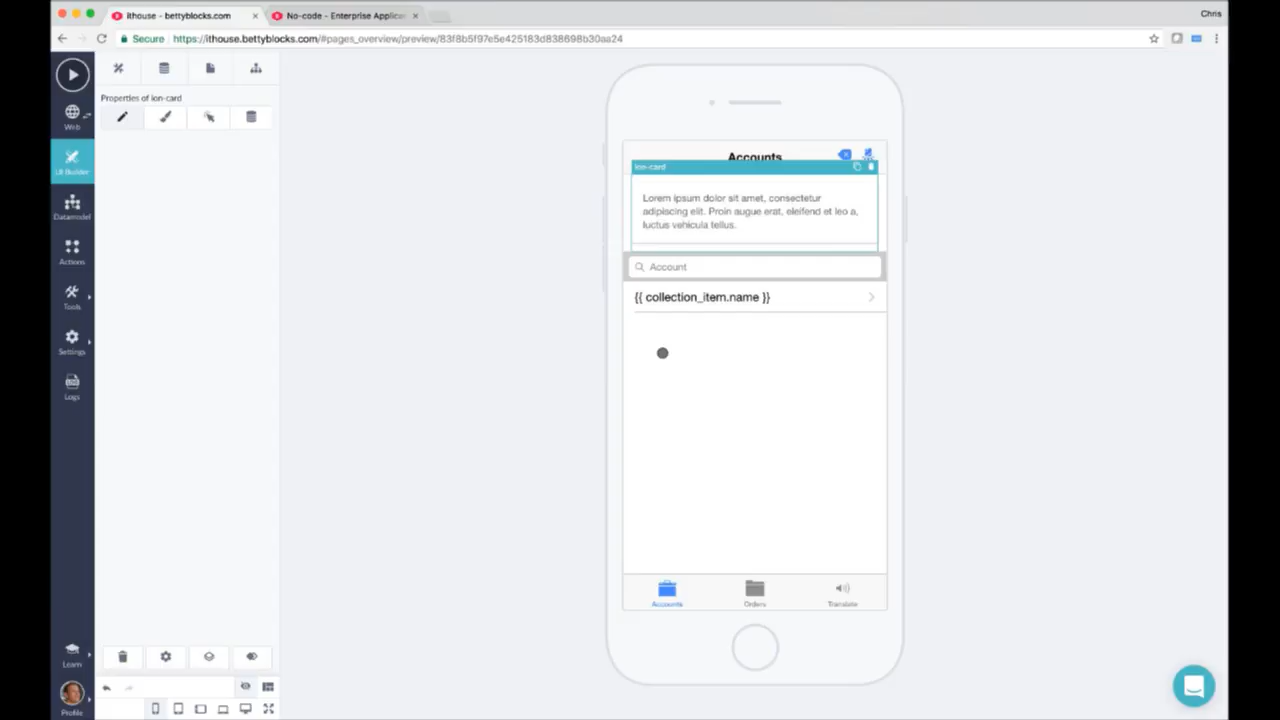 ithouse - bettyblocks.com
No-code - Enterprise Applica
Chris
Secure
https://ithouse.bettyblocks.com/#pages_overview/preview/83f8b5f97e5e425183d838698b30aa24
Web
Properties of ion-card
UI Builder
Datamodel
Actions
Tools
Settings
LOG
Logs
Learn
Profile
Accounts
ion-card
Lorem ipsum dolor sit amet, consectetur
adipiscing elit. Proin augue erat, eleifend et leo a,
luctus vehicula tellus.
Account
{{ collection_item.name }}
Accounts
Orders
Translate